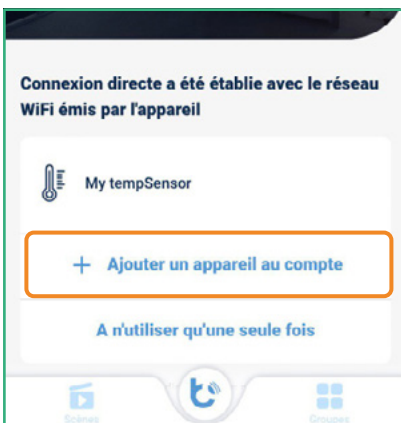 Connexion directe a été établie avec le réseau
WiFi émis par l'appareil
My tempSensor
+ Ajouter un appareil au compte
A n'utiliser qu'une seule fois
Scènes
Groupes